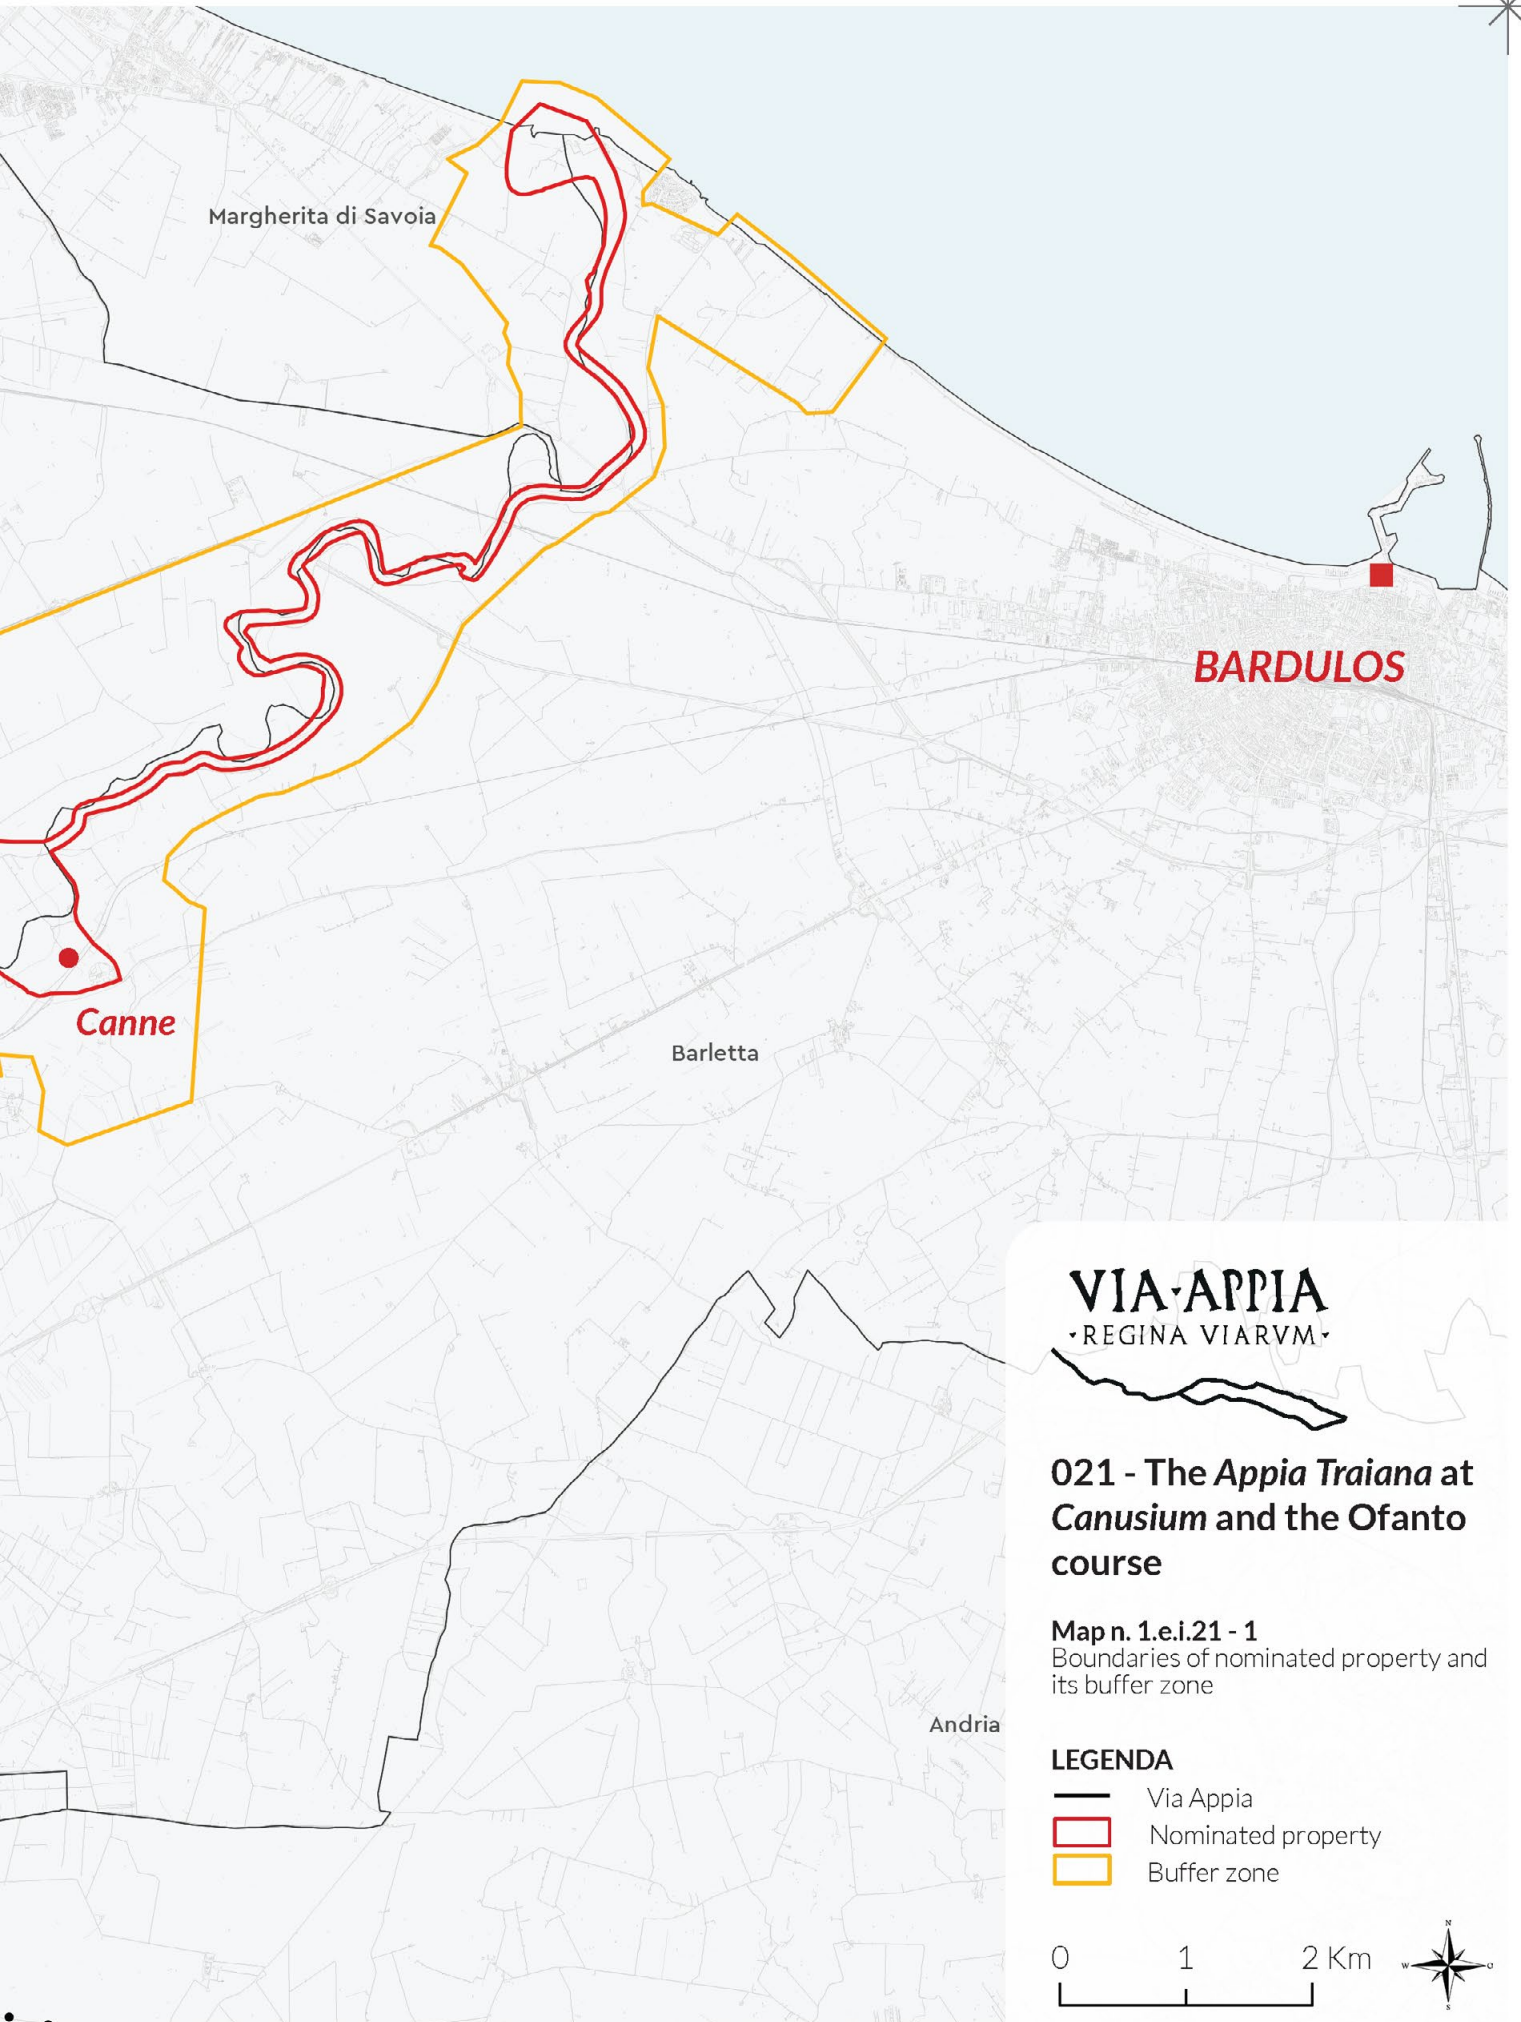 Margherita di Savoia
BARDULOS
Canne
Barletta
VIA·APPIA
·REGINA VIARVM·
021 - The Appia Traiana at
Canusium and the Ofanto
course
Map n. 1.e.i.21 - 1
Boundaries of nominated property and
its buffer zone
Andria
LEGENDA
Via Appia
Nominated property
Buffer zone
0 1 2 Km
N
W O
S